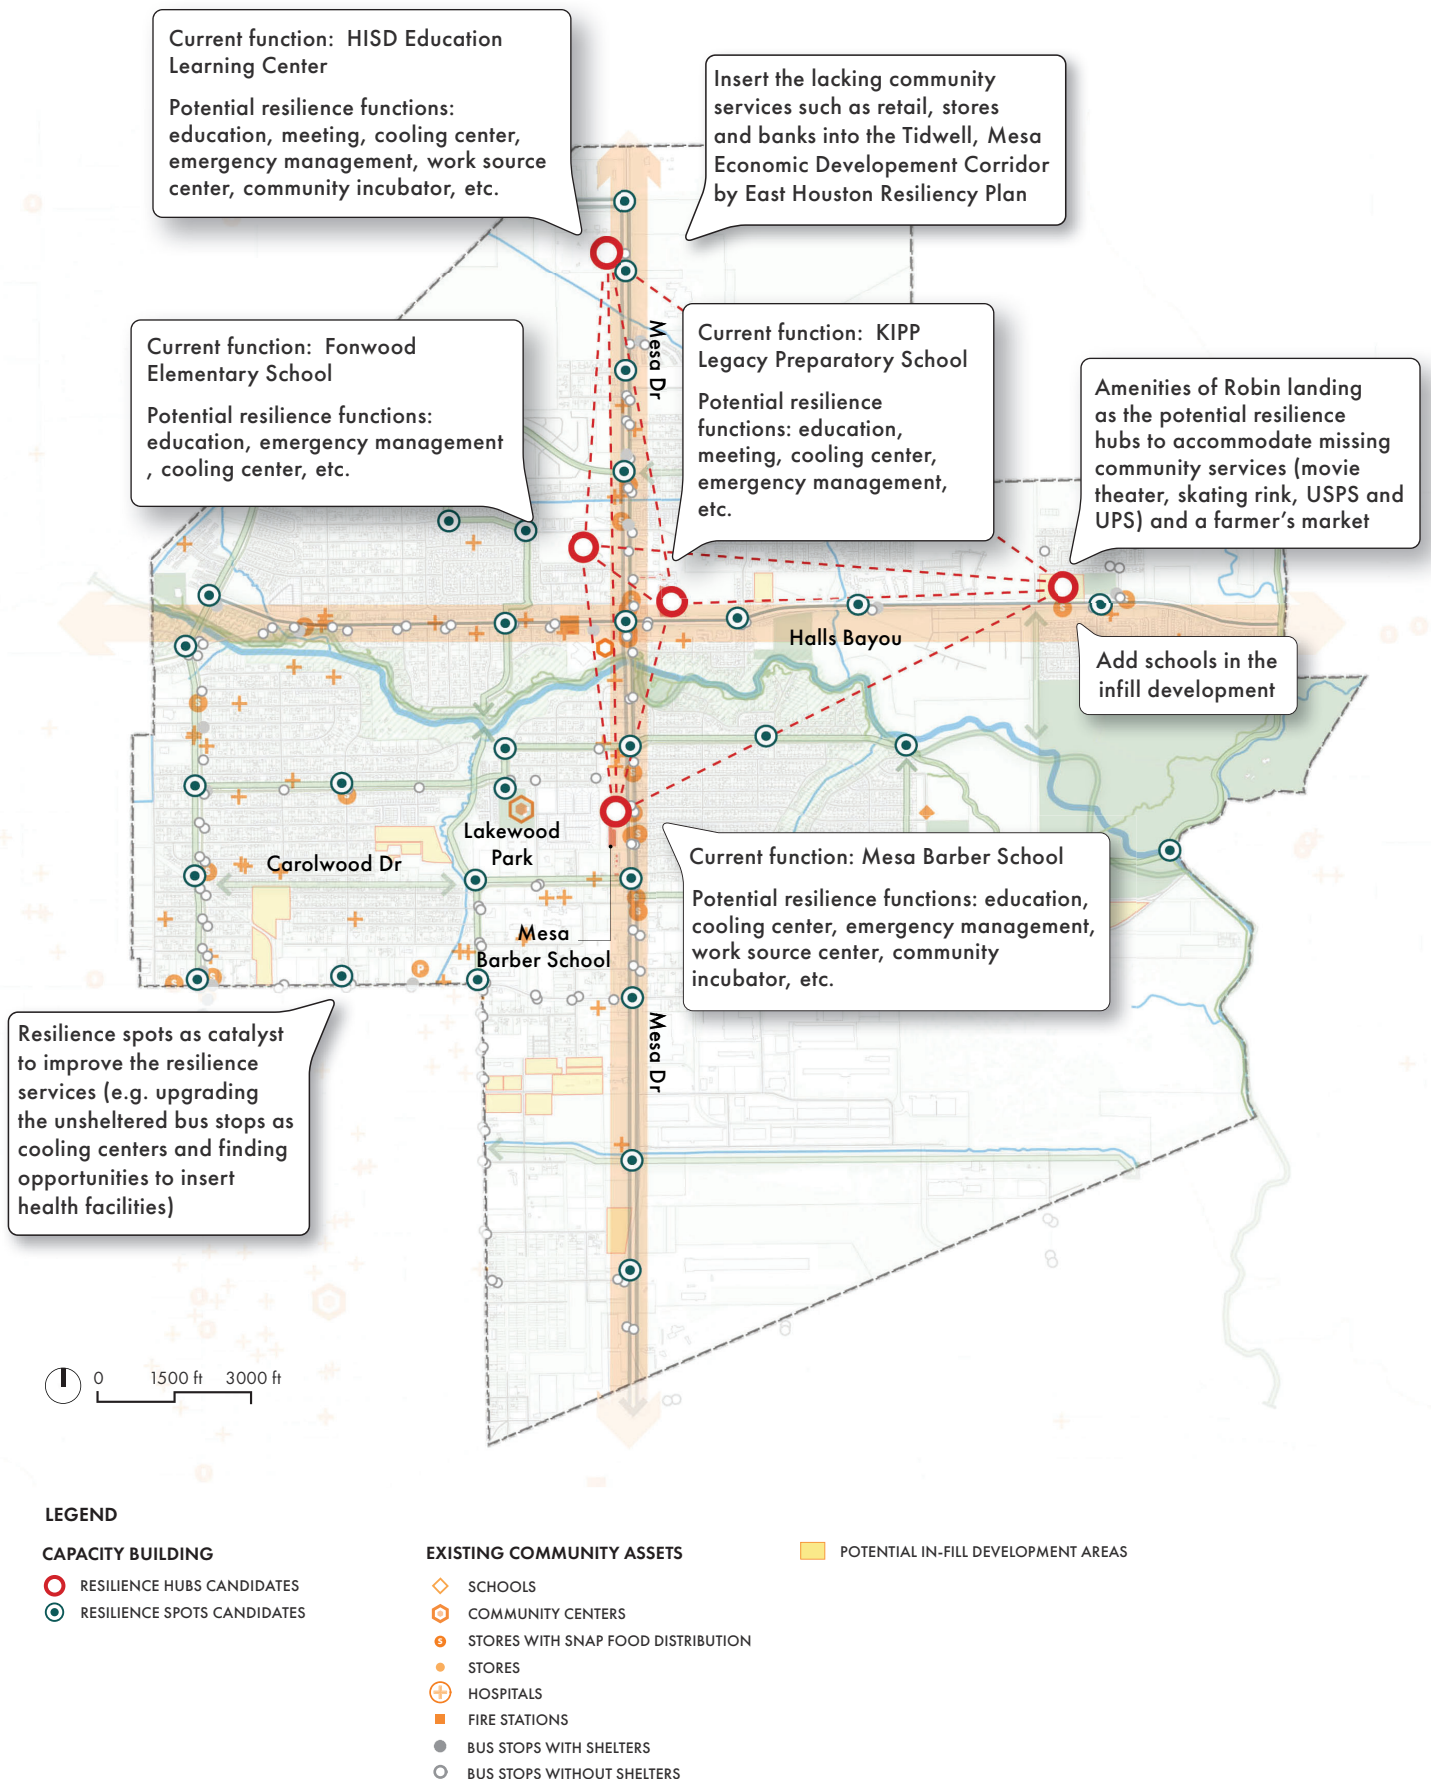 Current function:  HISD Education
Learning Center
Potential resilience functions:
education, meeting, cooling center,
emergency management, work source
center, community incubator, etc.
Insert the lacking community
services such as retail, stores
and banks into the Tidwell, Mesa
Economic Developement Corridor
by East Houston Resiliency Plan
Current function:  Fonwood
Elementary School
Potential resilience functions:
education, emergency management
, cooling center, etc.
Mesa Dr
Current function:  KIPP
Legacy Preparatory School
Potential resilience
functions: education,
meeting, cooling center,
emergency management,
etc.
Amenities of Robin landing
as the potential resilience
hubs to accommodate missing
community services (movie
theater, skating rink, USPS and
UPS) and a farmer’s market
Halls Bayou
Add schools in the
infill development
Lakewood
Park
Carolwood Dr
Mesa
Barber School
Current function: Mesa Barber School
Potential resilience functions: education,
cooling center, emergency management,
work source center, community
incubator, etc.
Mesa Dr
Resilience spots as catalyst
to improve the resilience
services (e.g. upgrading
the unsheltered bus stops as
cooling centers and finding
opportunities to insert
health facilities)
0 1500 ft 3000 ft
LEGEND
CAPACITY BUILDING
RESILIENCE HUBS CANDIDATES
RESILIENCE SPOTS CANDIDATES
EXISTING COMMUNITY ASSETS
SCHOOLS
COMMUNITY CENTERS
S STORES WITH SNAP FOOD DISTRIBUTION
STORES
HOSPITALS
FIRE STATIONS
BUS STOPS WITH SHELTERS
BUS STOPS WITHOUT SHELTERS
POTENTIAL IN-FILL DEVELOPMENT AREAS